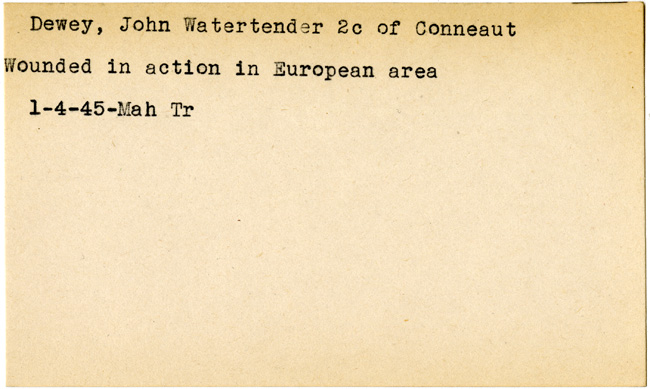 Dewey, John Watertender 2c of Conneaut
Wounded in action in European area
1-4-45-Mah Tr